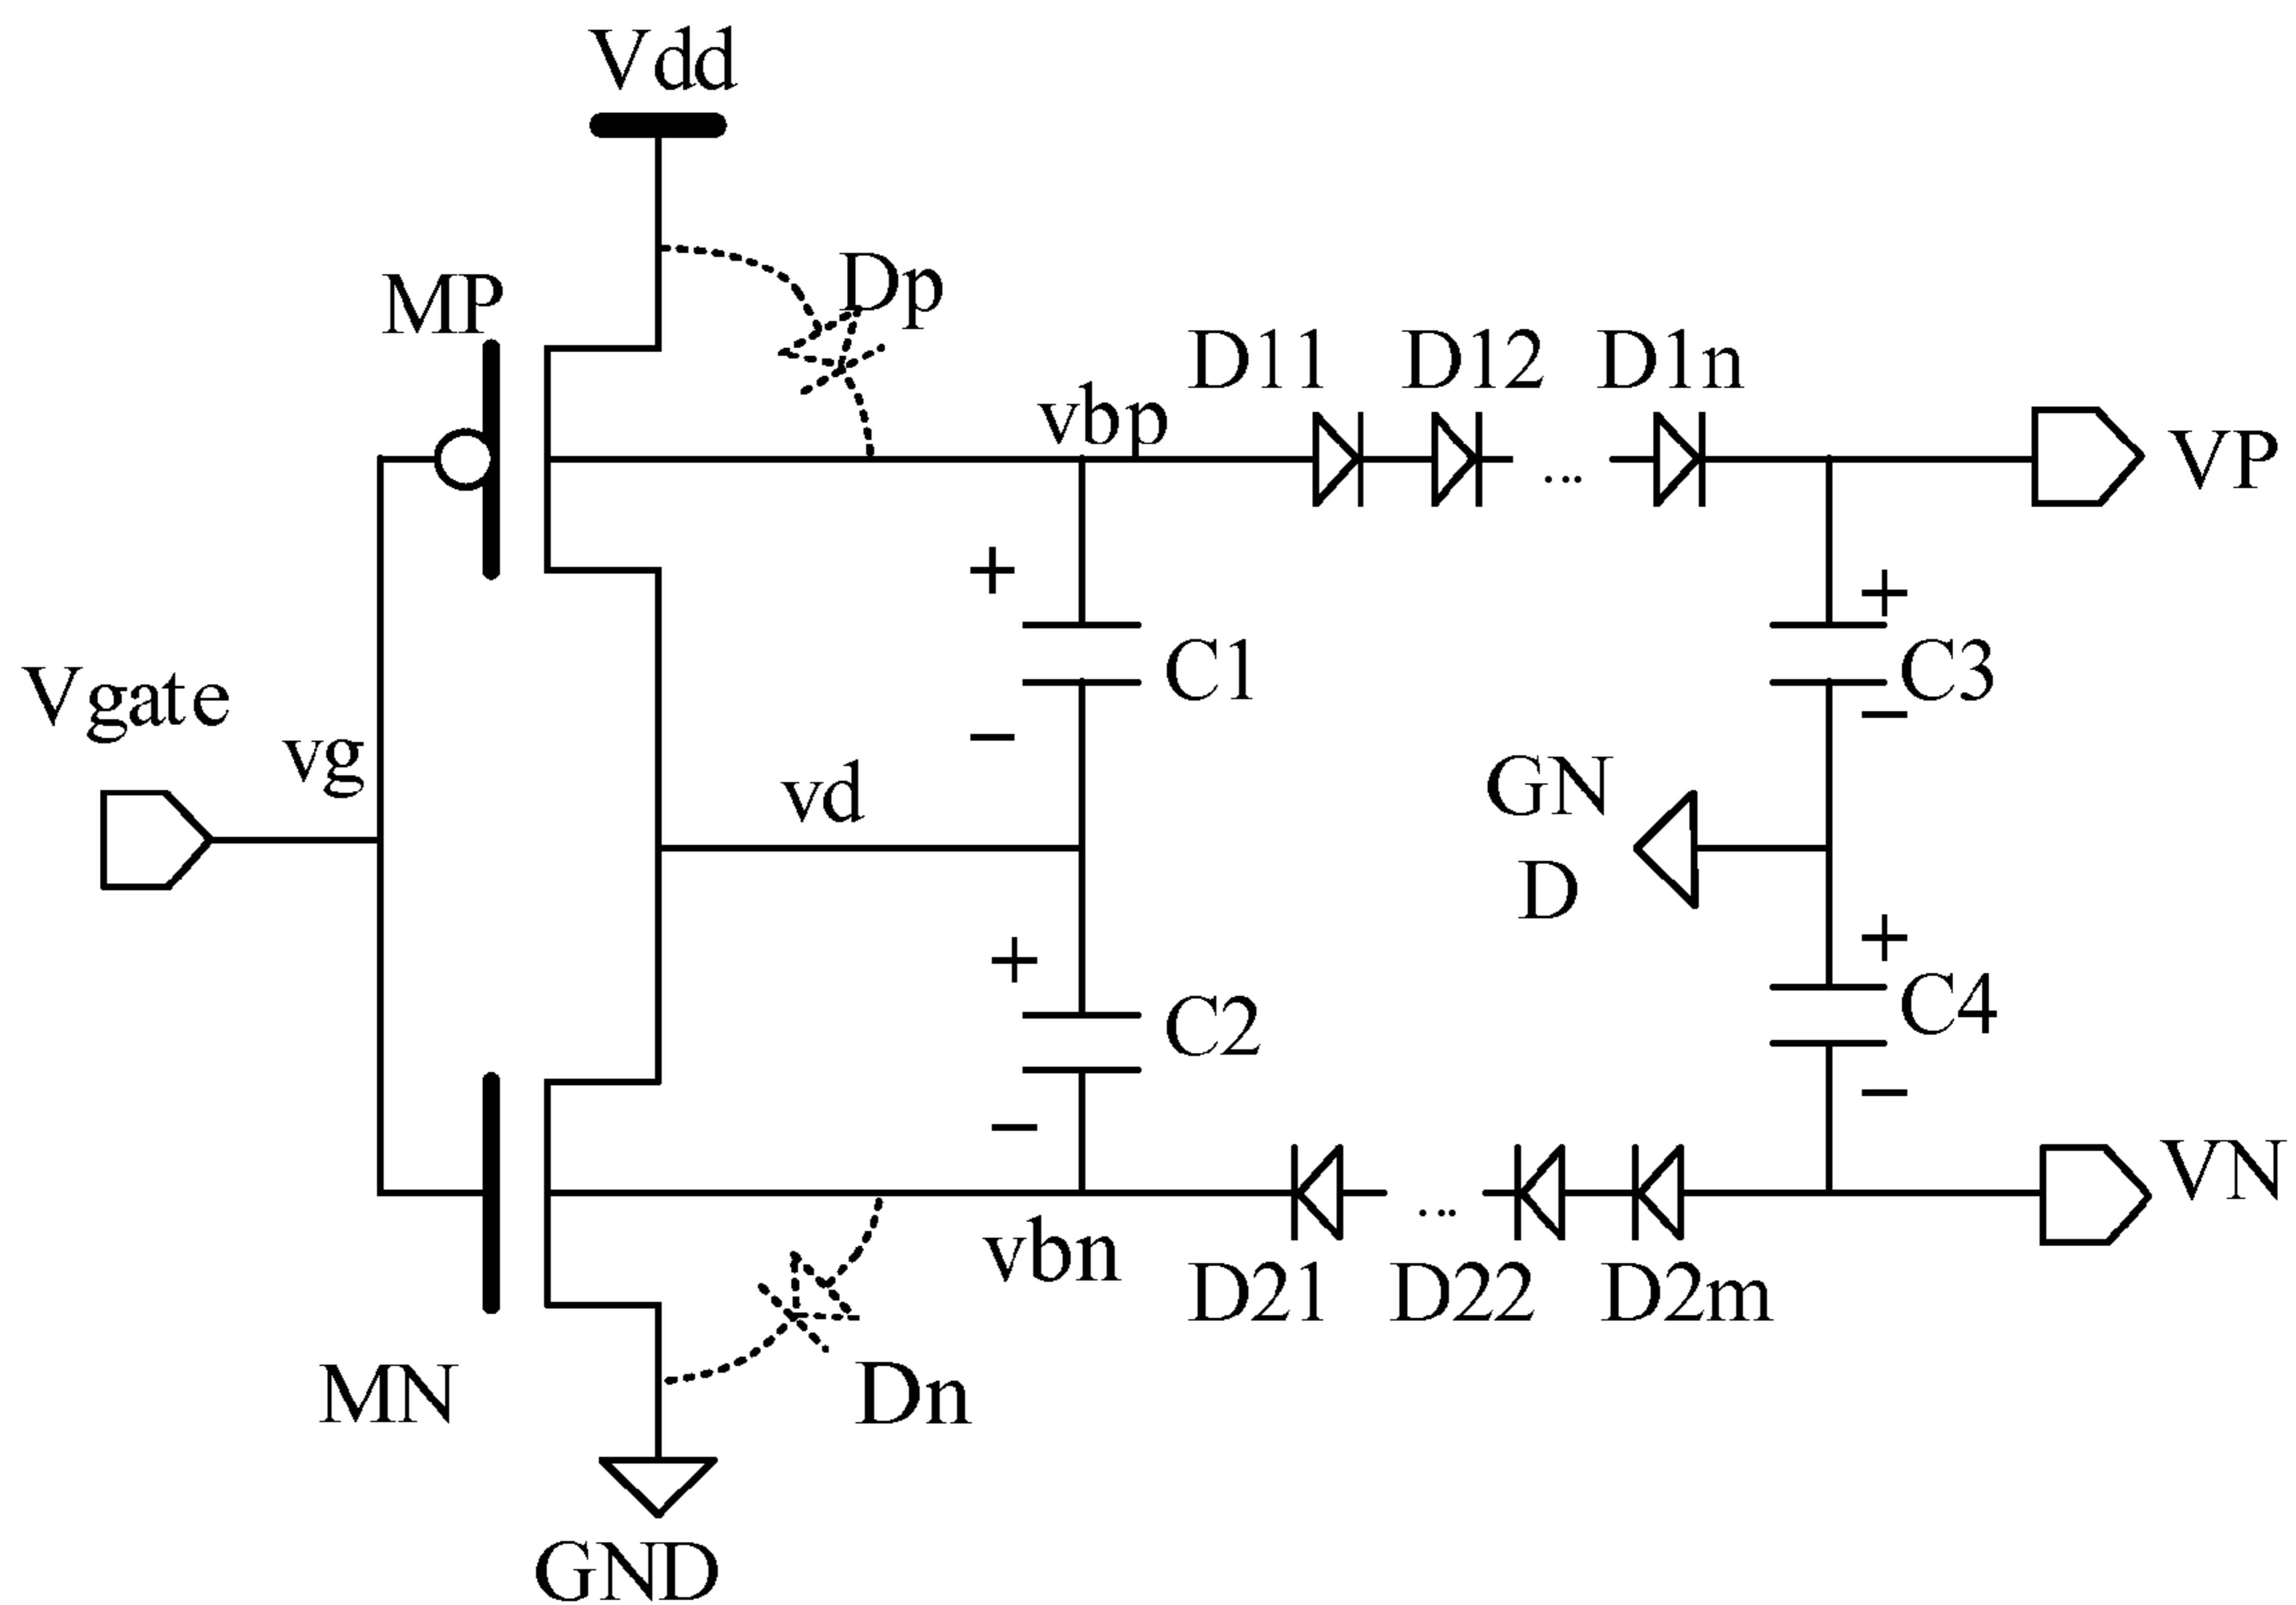 Vdd
MP
Dp
vbp
D11 D12 D1n
...
VP
+
+
C1
C3
−
−
Vgate
vg
vd
GN
D
+
+
C2
C4
−
−
VN
...
vbn
D21 D22 D2m
MN
Dn
GND